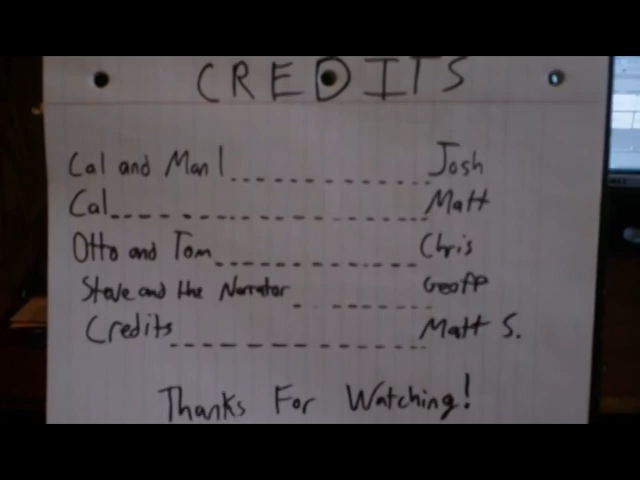 CREDITS
Cal and Man 1 Josh
Cal Matt
Otto and Tom Chris
Steve and the Narrator Geoff
Credits Matt S.
Thanks For Watching!